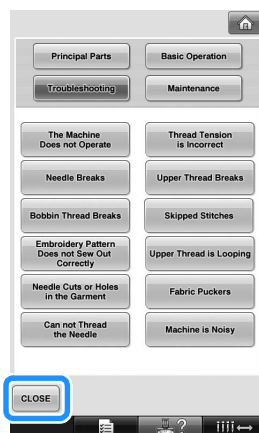 Principal Parts
Basic Operation
Troubleshooting
Maintenance
The Machine
Does not Operate
Thread Tension
is Incorrect
Needle Breaks
Upper Thread Breaks
Bobbin Thread Breaks
Skipped Stitches
Embroidery Pattern
Does not Sew Out
Correctly
Upper Thread is Looping
Needle Cuts or Holes
in the Garment
Fabric Puckers
Can not Thread
the Needle
Machine is Noisy
CLOSE
?